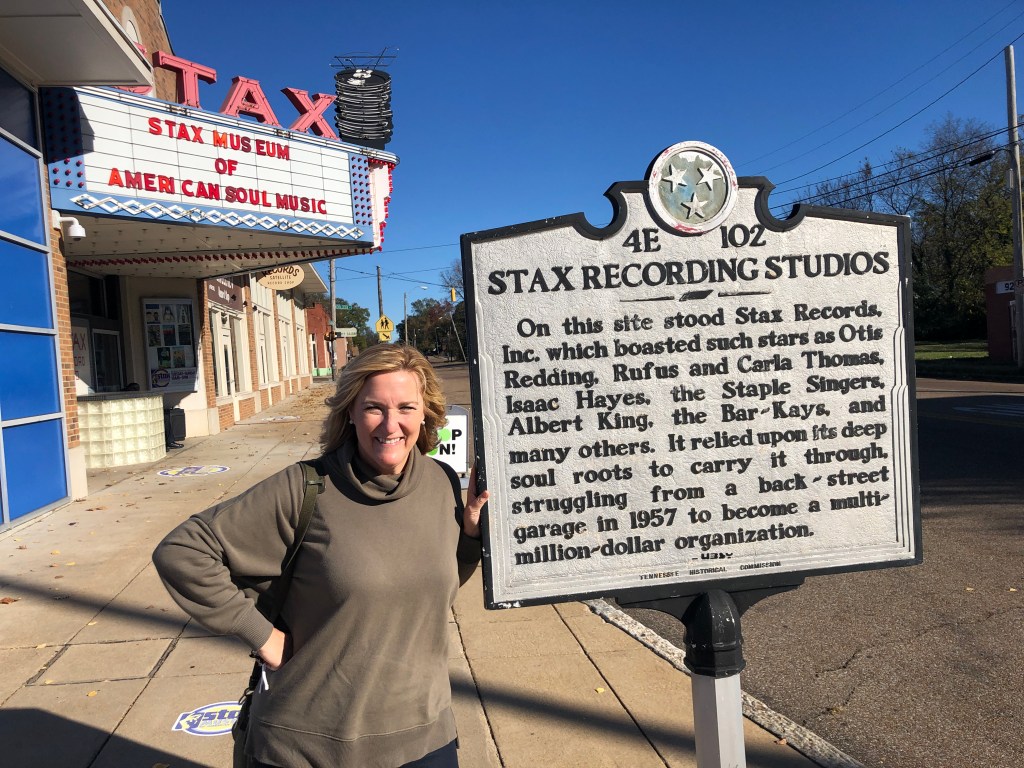 STAX
STAX MUSEUM
OF
AMERICAN SOUL MUSIC
RECORDS
SATELLITE
4E 102
STAX RECORDING STUDIOS
On this site stood Stax Records,
Inc. which boasted such stars as Otis
Redding, Rufus and Carla Thomas,
Isaac Hayes, the Staple Singers,
Albert King, the Bar-Kays, and
many others. It relied upon its deep
soul roots to carry it through,
struggling from a back-street
garage in 1957 to become a multi-
million-dollar organization.
TENNESSEE HISTORICAL COMMISSION